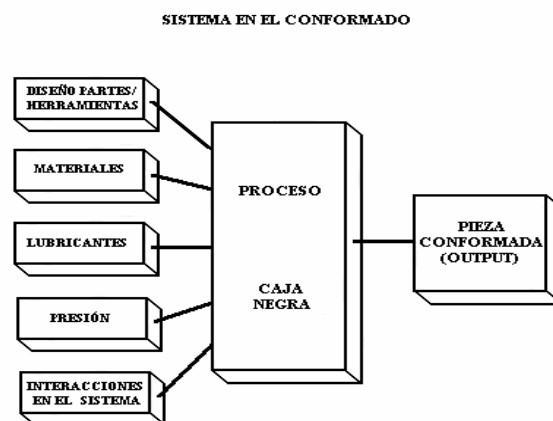 SISTEMA EN EL CONFORMADO
DISEÑO PARTES/
HERRAMIENTAS
MATERIALES
LUBRICANTES
PRESIÓN
INTERACCIONES
EN EL SISTEMA
PROCESO
CAJA
NEGRA
PIEZA
CONFORMADA
(OUTPUT)